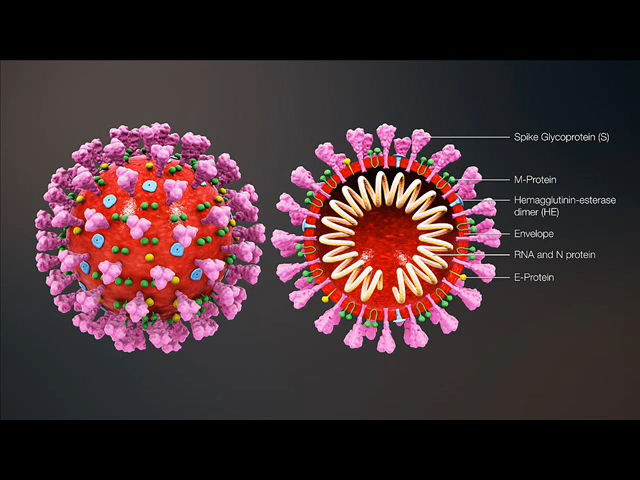 Spike Glycoprotein (S)
M-Protein
Hemagglutinin-esterase
dimer (HE)
Envelope
RNA and N protein
E-Protein